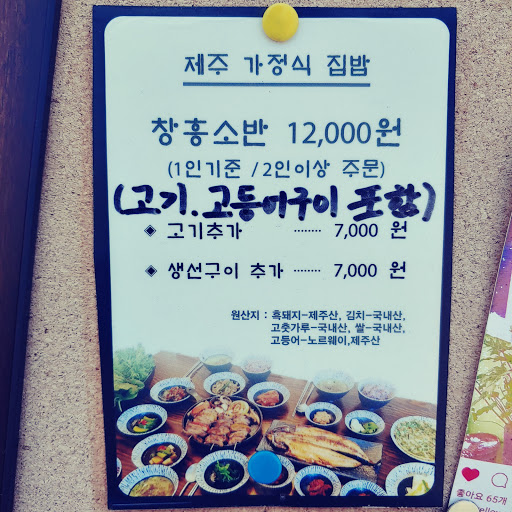 제주 가정식 집밥
창흥소반 12,000원
(1인기준 /2인이상 주문)
(고기.고등어구이 포함)
◈ 고기추가 ········ 7,000 원
◈ 생선구이 추가 ········ 7,000 원
원산지 : 흑돼지-제주산, 김치-국내산,
고춧가루-국내산, 쌀-국내산,
고등어-노르웨이,제주산
좋아요 65개